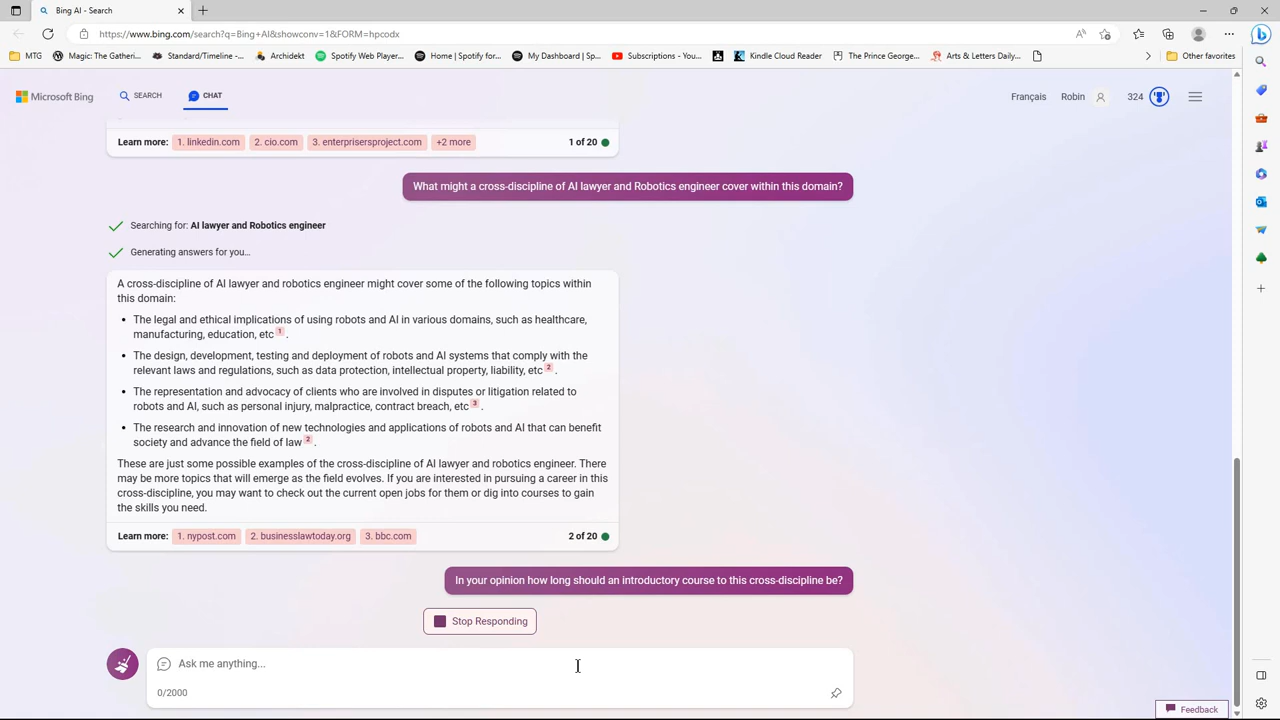 Bing AI - Search
https://www.bing.com/search?q=Bing+AI&showconv=1&FORM=hpcodx
MTG
Magic: The Gatheri...
Standard/Timeline -...
Archidekt
Spotify Web Player...
Home | Spotify for...
My Dashboard | Sp...
Subscriptions - You...
Kindle Cloud Reader
The Prince George...
Arts & Letters Daily...
Other favorites
Microsoft Bing
SEARCH
CHAT
Français
Robin
324
Learn more:
1. linkedin.com
2. cio.com
3. enterprisersproject.com
+2 more
1 of 20
What might a cross-discipline of AI lawyer and Robotics engineer cover within this domain?
Searching for: AI lawyer and Robotics engineer
Generating answers for you...
A cross-discipline of AI lawyer and robotics engineer might cover some of the following topics within
this domain:
• The legal and ethical implications of using robots and AI in various domains, such as healthcare,
manufacturing, education, etc 1 .
• The design, development, testing and deployment of robots and AI systems that comply with the
relevant laws and regulations, such as data protection, intellectual property, liability, etc 2 .
• The representation and advocacy of clients who are involved in disputes or litigation related to
robots and AI, such as personal injury, malpractice, contract breach, etc 3 .
• The research and innovation of new technologies and applications of robots and AI that can benefit
society and advance the field of law 2 .
These are just some possible examples of the cross-discipline of AI lawyer and robotics engineer. There
may be more topics that will emerge as the field evolves. If you are interested in pursuing a career in this
cross-discipline, you may want to check out the current open jobs for them or dig into courses to gain
the skills you need.
Learn more:
1. nypost.com
2. businesslawtoday.org
3. bbc.com
2 of 20
In your opinion how long should an introductory course to this cross-discipline be?
Stop Responding
Ask me anything...
0/2000
Feedback